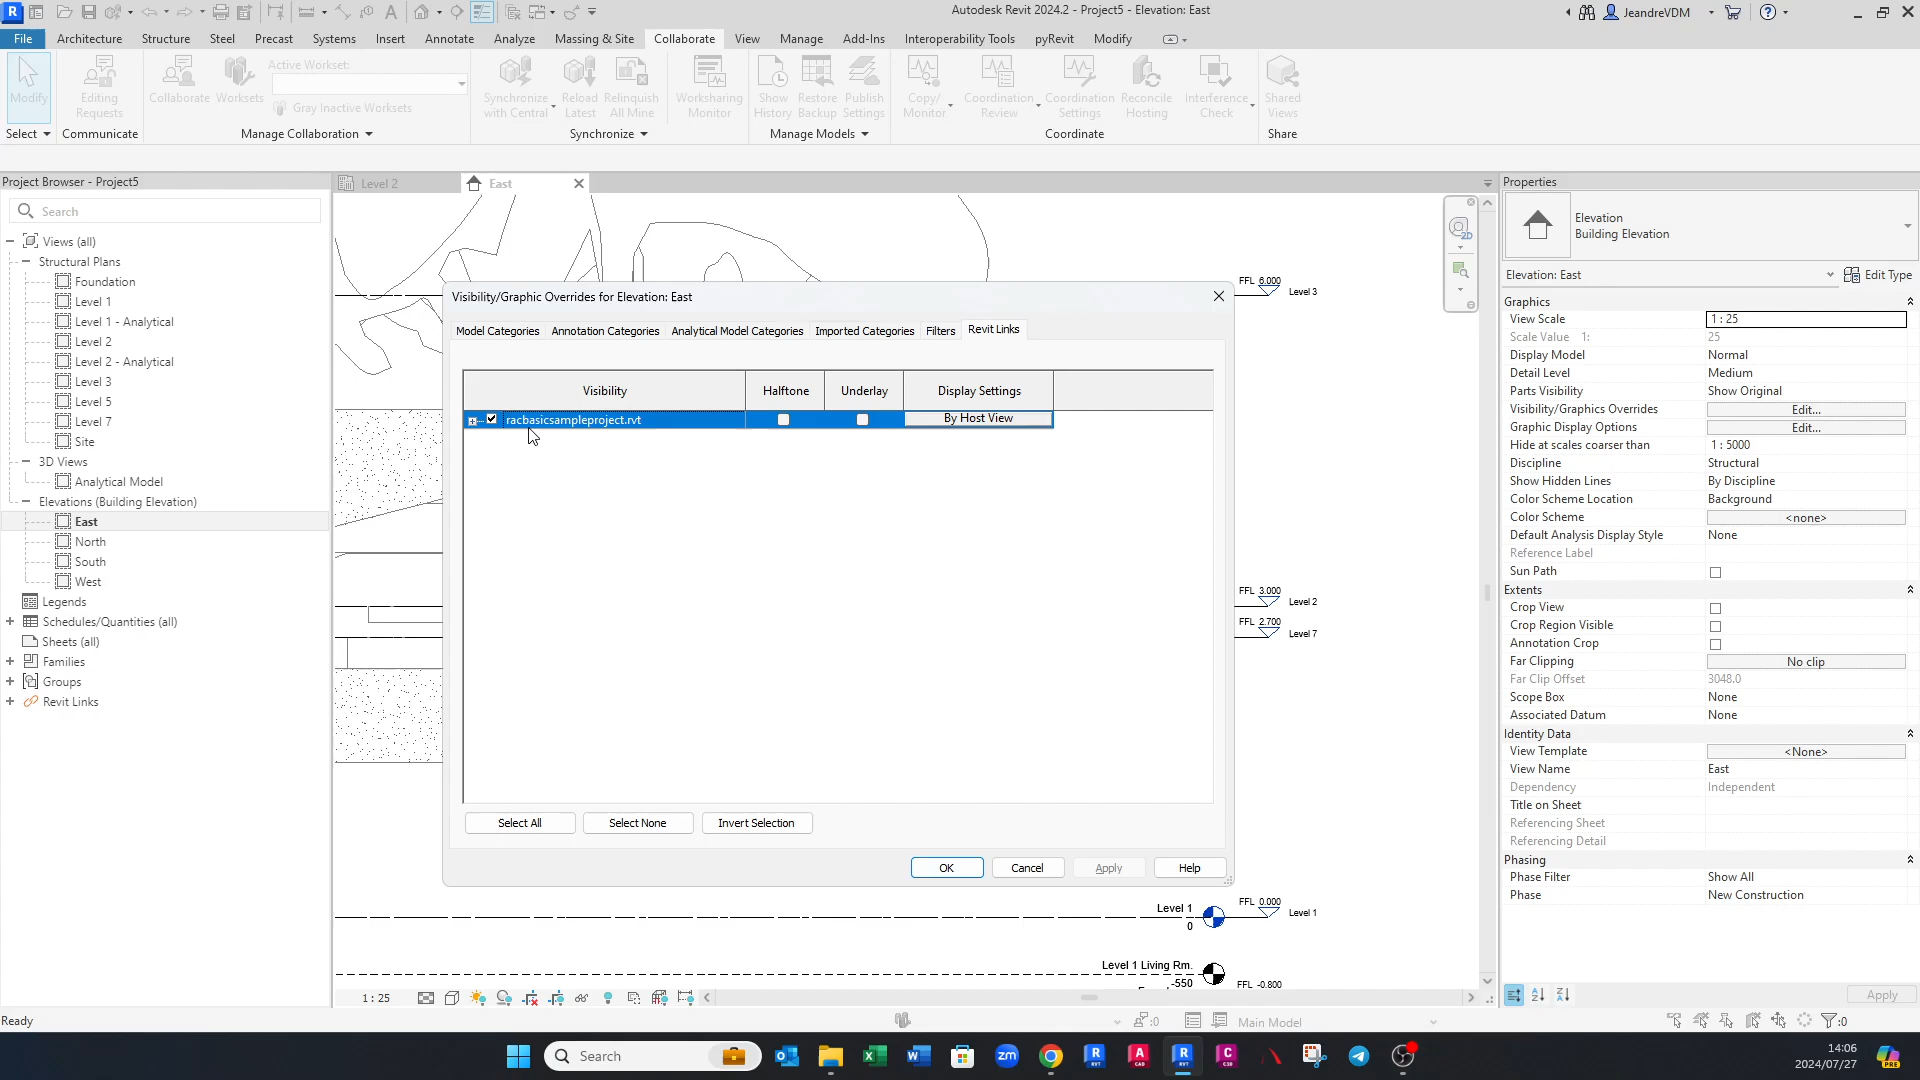 Autodesk Revit 2024.2 - Project5 - Elevation: East
JeandreVDM
File
Architecture
Structure
Steel
Precast
Systems
Insert
Annotate
Analyze
Massing & Site
Collaborate
View
Manage
Add-Ins
Interoperability Tools
pyRevit
Modify
Modify
Editing
Requests
Collaborate
Worksets
Active Workset:
Gray Inactive Worksets
Synchronize
with Central
Reload
Latest
Relinquish
All Mine
Worksharing
Monitor
Show
History
Restore
Backup
Publish
Settings
Copy/
Monitor
Coordination
Review
Coordination
Settings
Reconcile
Hosting
Interference
Check
Shared
Views
Select
Communicate
Manage Collaboration
Synchronize
Manage Models
Coordinate
Share
Project Browser - Project5
Search
Views (all)
Structural Plans
Foundation
Level 1
Level 1 - Analytical
Level 2
Level 2 - Analytical
Level 3
Level 5
Level 7
Site
3D Views
Analytical Model
Elevations (Building Elevation)
East
North
South
West
Legends
Schedules/Quantities (all)
Sheets (all)
Families
Groups
Revit Links
Level 2
East
2D
FFL 6.000
Level 3
Visibility/Graphic Overrides for Elevation: East
Model Categories
Annotation Categories
Analytical Model Categories
Imported Categories
Filters
Revit Links
Visibility
Halftone
Underlay
Display Settings
racbasicsampleproject.rvt
By Host View
Select All
Select None
Invert Selection
OK
Cancel
Apply
Help
FFL 3.000
Level 2
FFL 2.700
Level 7
Level 1
0
FFL 0.000
Level 1
Level 1 Living Rm.
-550
FFL -0.800
1 : 25
Properties
Elevation
Building Elevation
Elevation: East
Edit Type
Graphics
View Scale
1 : 25
Scale Value 1:
25
Display Model
Normal
Detail Level
Medium
Parts Visibility
Show Original
Visibility/Graphics Overrides
Edit...
Graphic Display Options
Edit...
Hide at scales coarser than
1 : 5000
Discipline
Structural
Show Hidden Lines
By Discipline
Color Scheme Location
Background
Color Scheme
<none>
Default Analysis Display Style
None
Reference Label
Sun Path
Extents
Crop View
Crop Region Visible
Annotation Crop
Far Clipping
No clip
Far Clip Offset
3048.0
Scope Box
None
Associated Datum
None
Identity Data
View Template
<None>
View Name
East
Dependency
Independent
Title on Sheet
Referencing Sheet
Referencing Detail
Phasing
Phase Filter
Show All
Phase
New Construction
Apply
Ready
:0
Main Model
:0
Search
14:06
2024/07/27